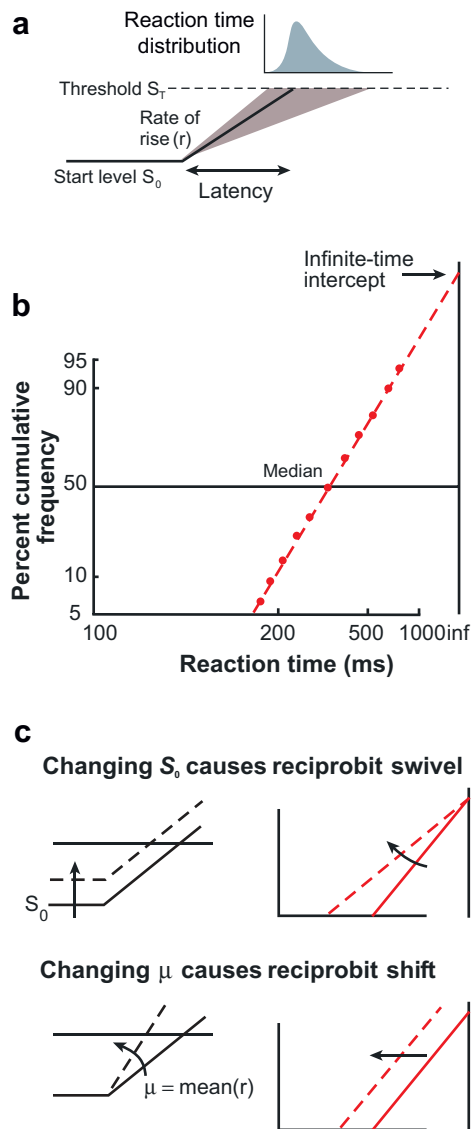 a
Reaction time
distribution
Threshold S_T
Rate of
rise (r)
Start level S_0
Latency
b
Infinite-time
intercept
Percent cumulative
frequency
95
90
50
10
5
Median
100
200
500
1000
inf
Reaction time (ms)
c
Changing S_0 causes reciprobit swivel
S_0
Changing μ causes reciprobit shift
μ = mean(r)